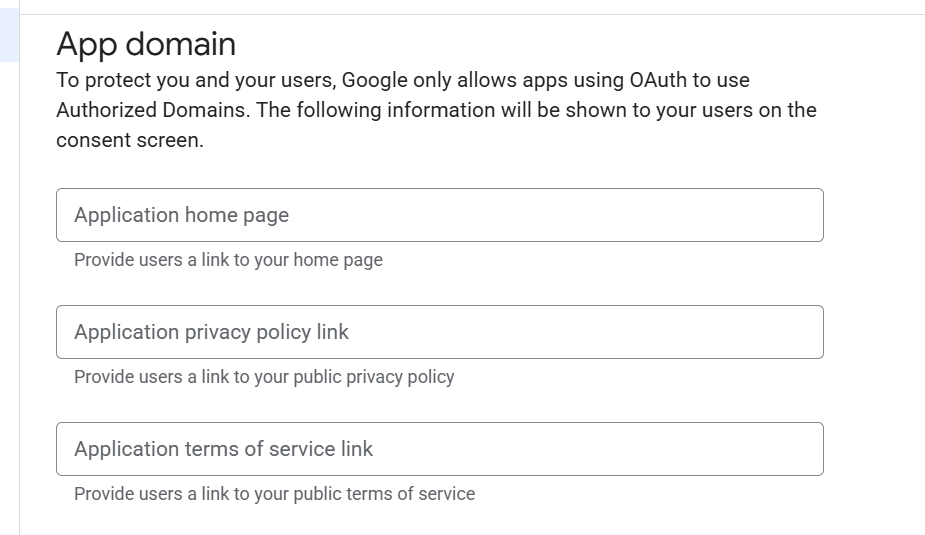 App domain
To protect you and your users, Google only allows apps using OAuth to use
Authorized Domains. The following information will be shown to your users on the
consent screen.
Application home page
Provide users a link to your home page
Application privacy policy link
Provide users a link to your public privacy policy
Application terms of service link
Provide users a link to your public terms of service